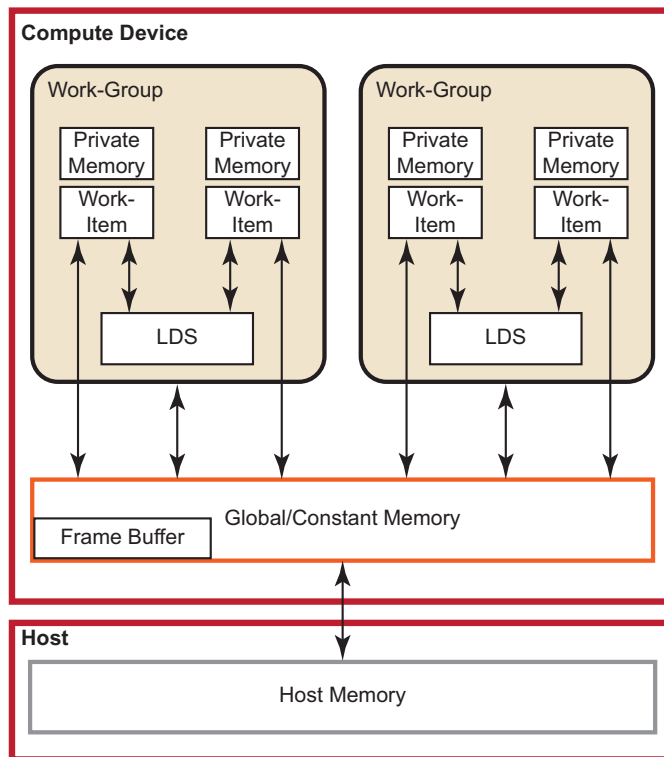 Compute Device
Work-Group
Work-Group
Private
Memory
Private
Memory
Private
Memory
Private
Memory
Work-
Item
Work-
Item
Work-
Item
Work-
Item
LDS
LDS
Global/Constant Memory
Frame Buffer
Host
Host Memory